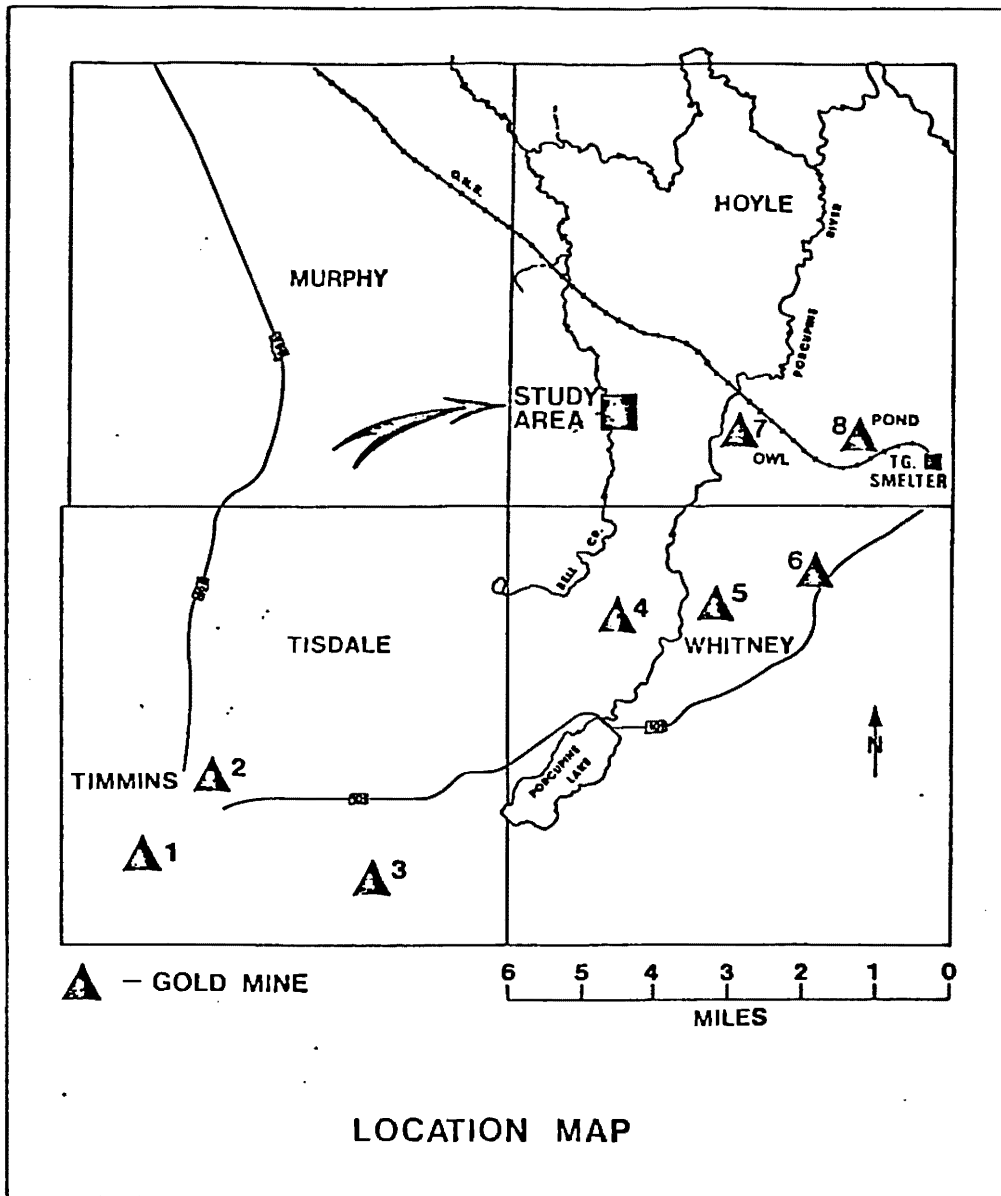 O.N.R.
HOYLE
RIVER
PORCUPINE
MURPHY
STUDY
AREA
7
OWL
8
POND
T.G.
SMELTER
BELL CR.
4
5
6
TISDALE
WHITNEY
N
TIMMINS
2
PORCUPINE
LAKE
1
3
– GOLD MINE
6 5 4 3 2 1 0
MILES
LOCATION MAP